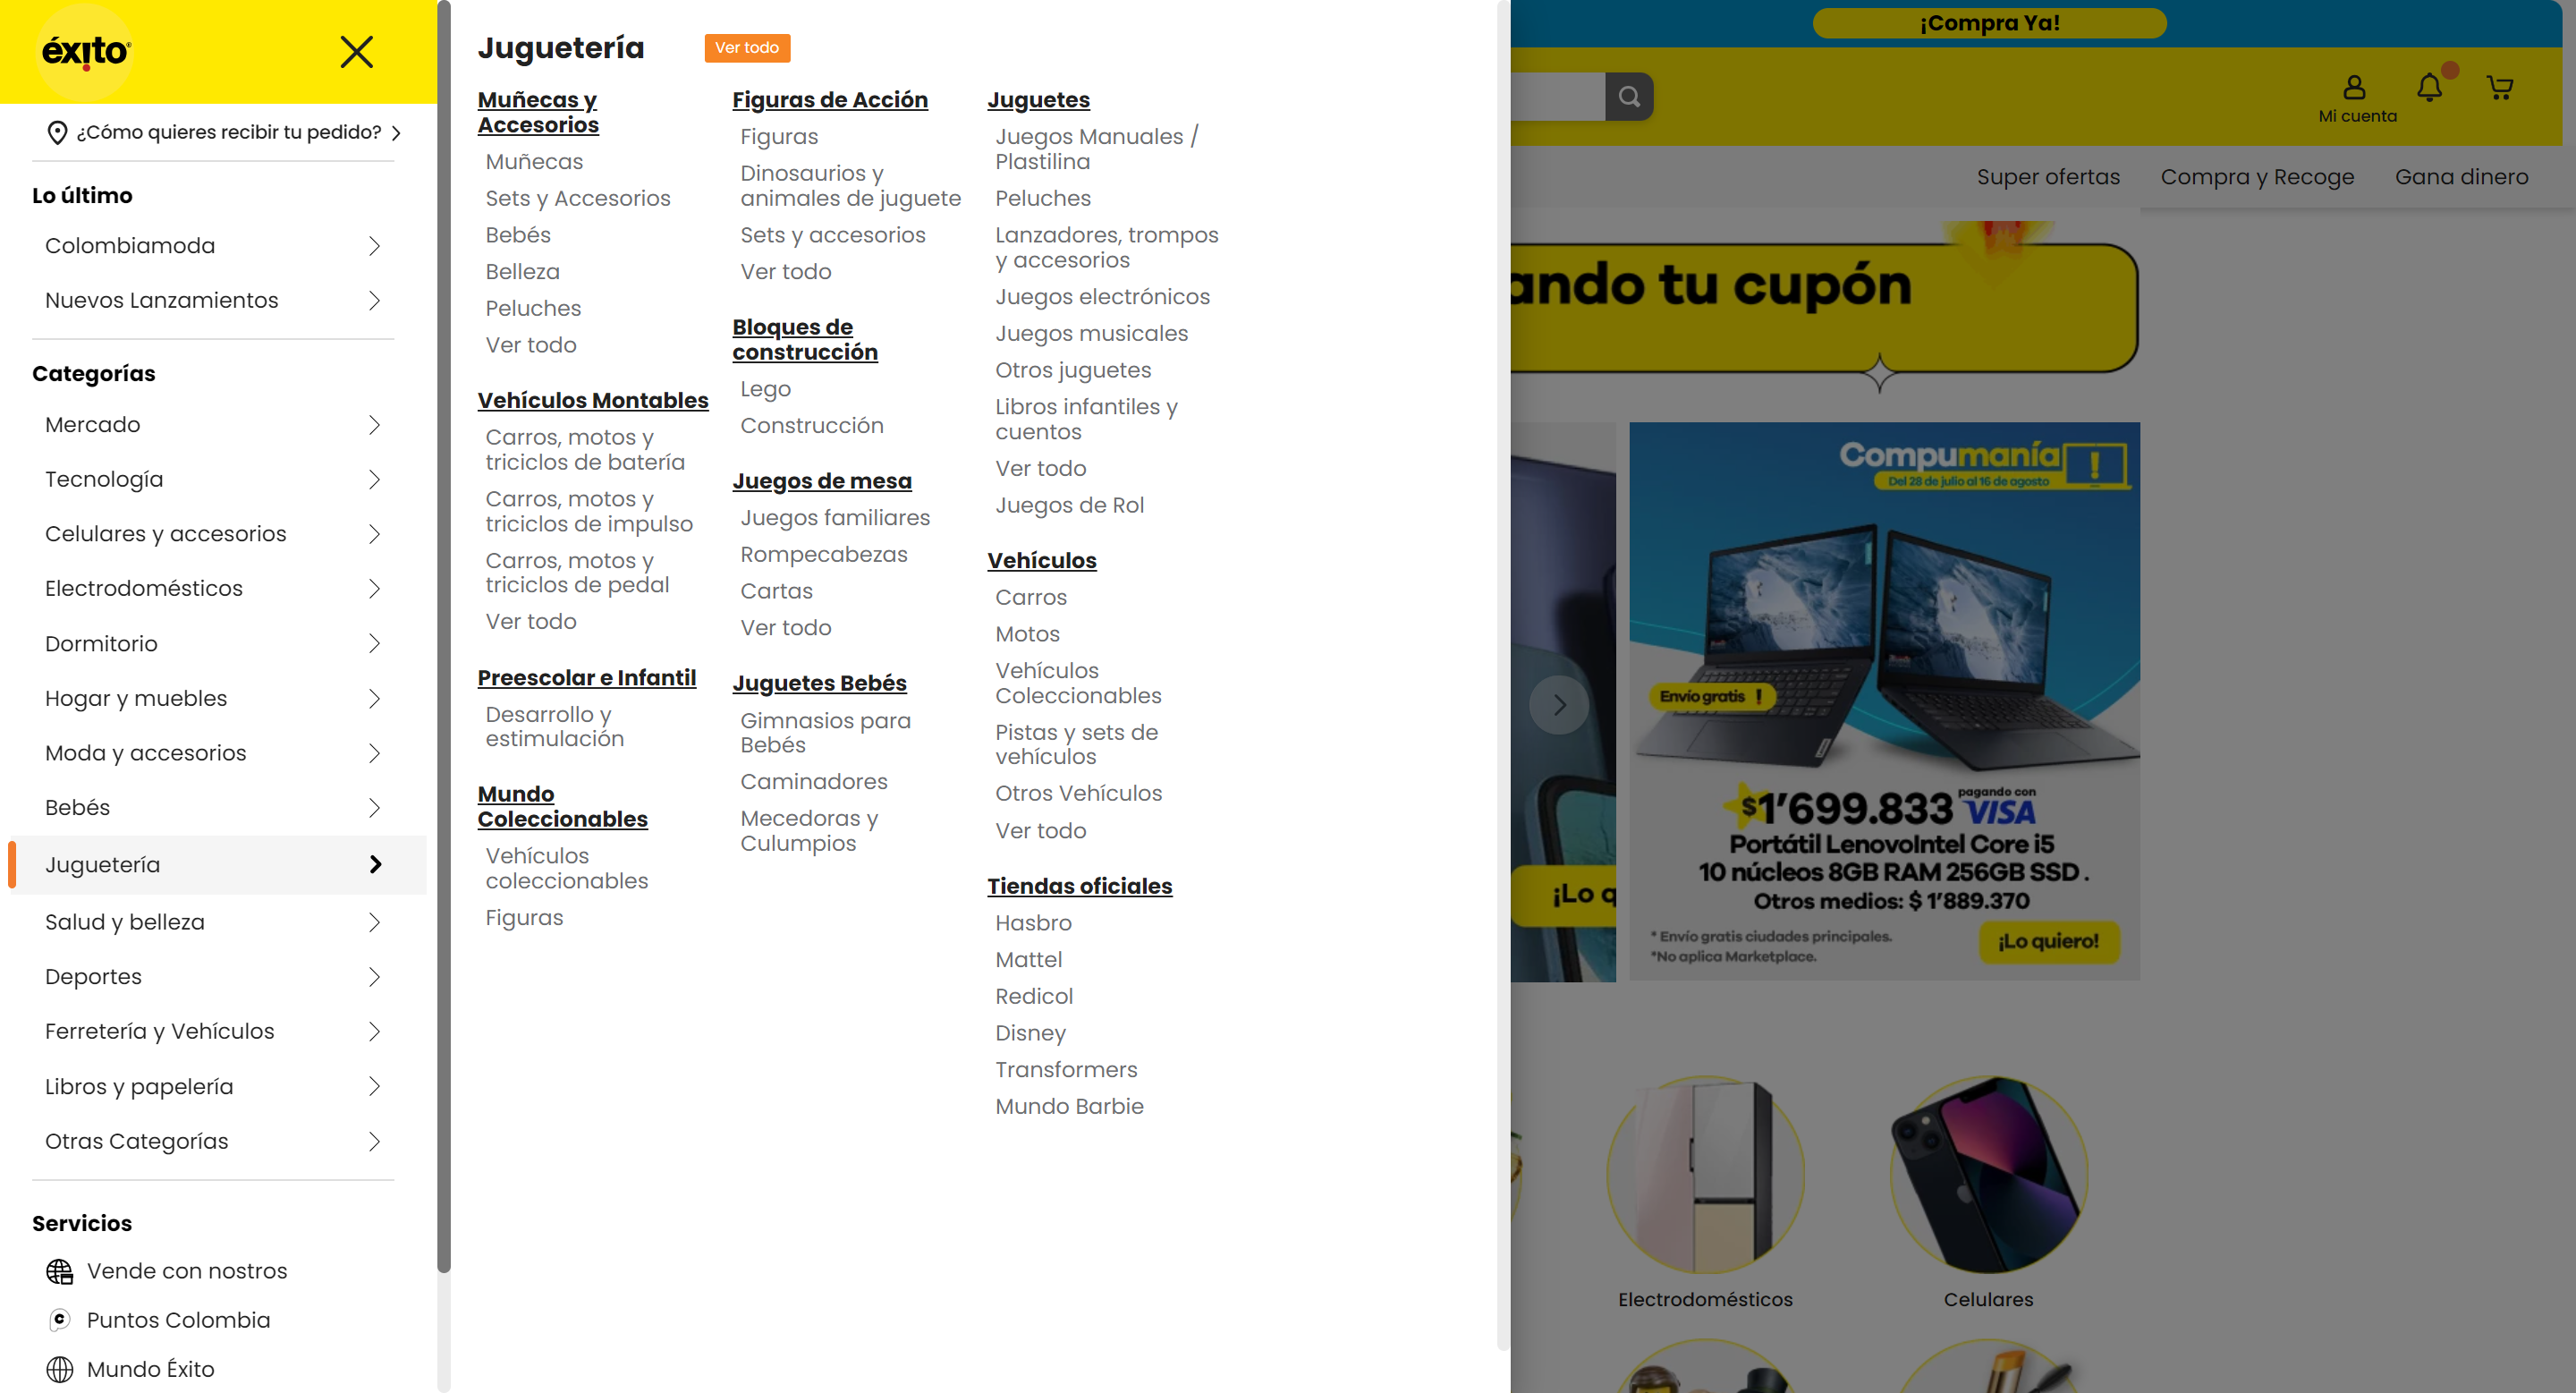 éxito
¿Cómo quieres recibir tu pedido?
Lo último
Colombiamoda
Nuevos Lanzamientos
Categorías
Mercado
Tecnología
Celulares y accesorios
Electrodomésticos
Dormitorio
Hogar y muebles
Moda y accesorios
Bebés
Juguetería
Salud y belleza
Deportes
Ferretería y Vehículos
Libros y papelería
Otras Categorías
Servicios
Vende con nostros
Puntos Colombia
Mundo Éxito
Juguetería
Ver todo
Muñecas y
Accesorios
Muñecas
Sets y Accesorios
Bebés
Belleza
Peluches
Ver todo
Vehículos Montables
Carros, motos y
triciclos de batería
Carros, motos y
triciclos de impulso
Carros, motos y
triciclos de pedal
Ver todo
Preescolar e Infantil
Desarrollo y
estimulación
Mundo
Coleccionables
Vehículos
coleccionables
Figuras
Figuras de Acción
Figuras
Dinosaurios y
animales de juguete
Sets y accesorios
Ver todo
Bloques de
construcción
Lego
Construcción
Juegos de mesa
Juegos familiares
Rompecabezas
Cartas
Ver todo
Juguetes Bebés
Gimnasios para
Bebés
Caminadores
Mecedoras y
Culumpios
Juguetes
Juegos Manuales /
Plastilina
Peluches
Lanzadores, trompos
y accesorios
Juegos electrónicos
Juegos musicales
Otros juguetes
Libros infantiles y
cuentos
Ver todo
Juegos de Rol
Vehículos
Carros
Motos
Vehículos
Coleccionables
Pistas y sets de
vehículos
Otros Vehículos
Ver todo
Tiendas oficiales
Hasbro
Mattel
Redicol
Disney
Transformers
Mundo Barbie
¡Compra Ya!
Mi cuenta
Super ofertas
Compra y Recoge
Gana dinero
ando tu cupón
Compumanía
Del 28 de julio al 16 de agosto
Envío gratis !
$1'699.833
pagando con
VISA
Portátil LenovoIntel Core i5
10 núcleos 8GB RAM 256GB SSD .
Otros medios: $ 1'889.370
* Envío gratis ciudades principales.
*No aplica Marketplace.
¡Lo quiero!
¡Lo q
Electrodomésticos
Celulares